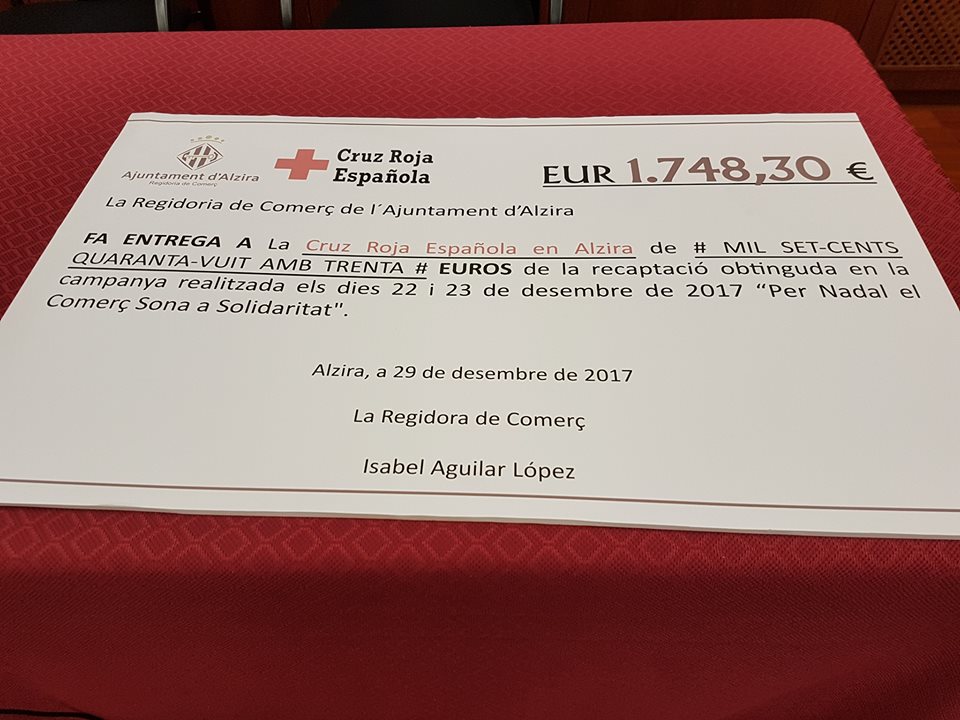 Ajuntament d'Alzira
Regidoria de Comerç
Cruz Roja
Española
EUR 1.748,30 €
La Regidoria de Comerç de l´Ajuntament d'Alzira
FA ENTREGA A La Cruz Roja Española en Alzira de # MIL SET-CENTS
QUARANTA-VUIT AMB TRENTA # EUROS de la recaptació obtinguda en la
campanya realitzada els dies 22 i 23 de desembre de 2017 “Per Nadal el
Comerç Sona a Solidaritat".
Alzira, a 29 de desembre de 2017
La Regidora de Comerç
Isabel Aguilar López